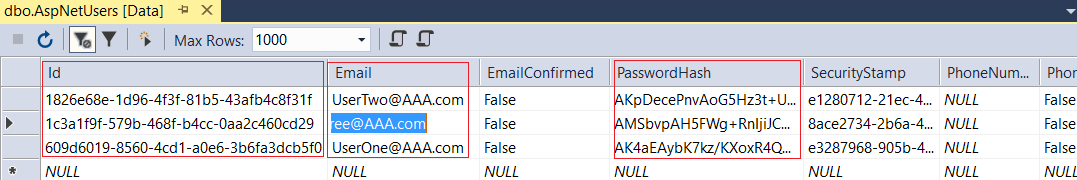 dbo.AspNetUsers [Data]
Max Rows: 1000
Id Email EmailConfirmed PasswordHash SecurityStamp PhoneNum... Phon
1826e68e-1d96-4f3f-81b5-43afb4c8f31f UserTwo@AAA.com False AKpDecePnvAoG5Hz3t+U... e1280712-21ec-4... NULL False
1c3a1f9f-579b-468f-b4cc-0aa2c460cd29 ree@AAA.com False AMSbvpAH5FWg+RnIjiJC... 8ace2734-2b6a-4... NULL False
609d6019-8560-4cd1-a0e6-3b6fa3dcb5f0 UserOne@AAA.com False AK4aEAybK7kz/KXoxR4Q... e3287968-905b-4... NULL False
NULL NULL NULL NULL NULL NULL NULL